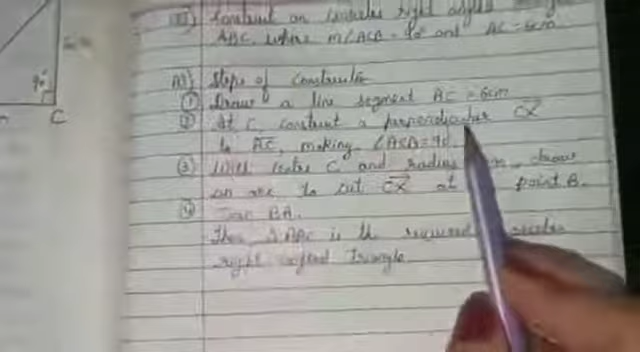 Construct an isosceles right angled
ABC, where m∠ACB = 90° and AC = 6cm
A) Steps of Construction
① Draw a line segment AC = 6cm
② At C construct a perpendicular CX
to AC, making ∠ACB = 90
③ With centre C and radius draw
an arc to cut CX at point B.
④ Join BA.
Then ABC is the required
right angled Triangle
C